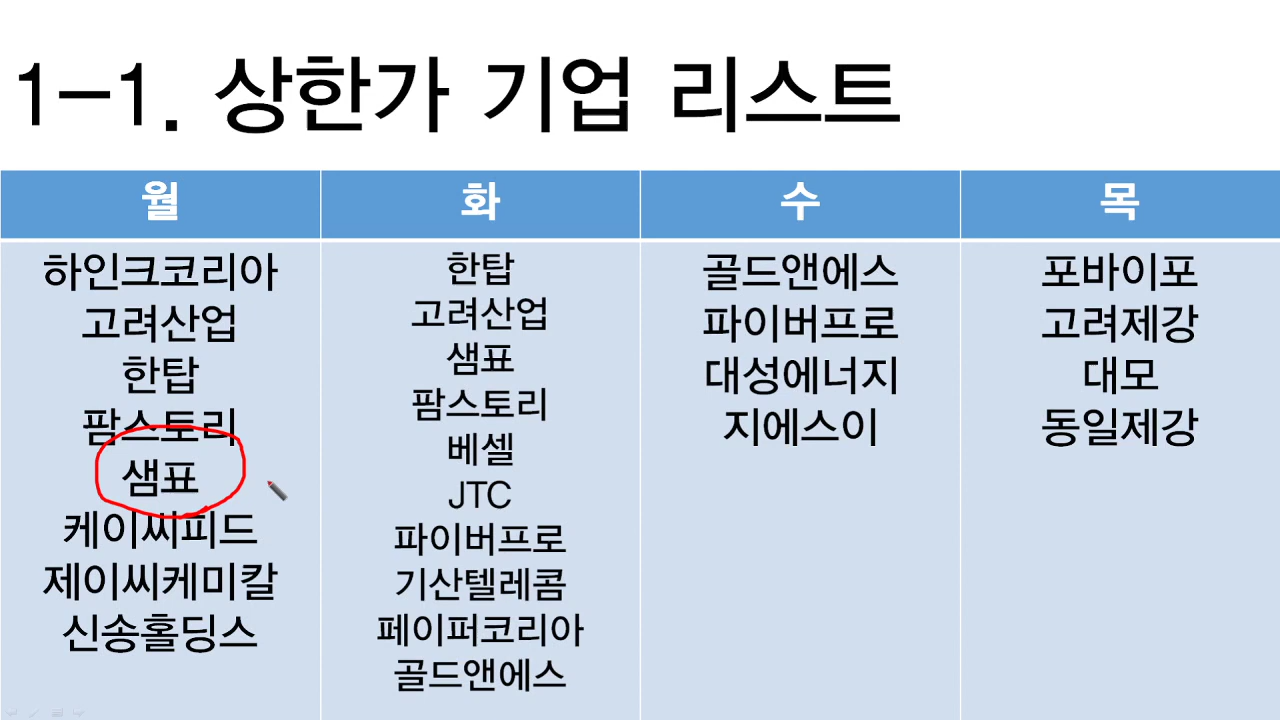 1-1. 상한가 기업 리스트
월
화
수
목
하인크코리아
고려산업
한탑
팜스토리
샘표
케이씨피드
제이씨케미칼
신송홀딩스
한탑
고려산업
샘표
팜스토리
베셀
JTC
파이버프로
기산텔레콤
페이퍼코리아
골드앤에스
골드앤에스
파이버프로
대성에너지
지에스이
포바이포
고려제강
대모
동일제강